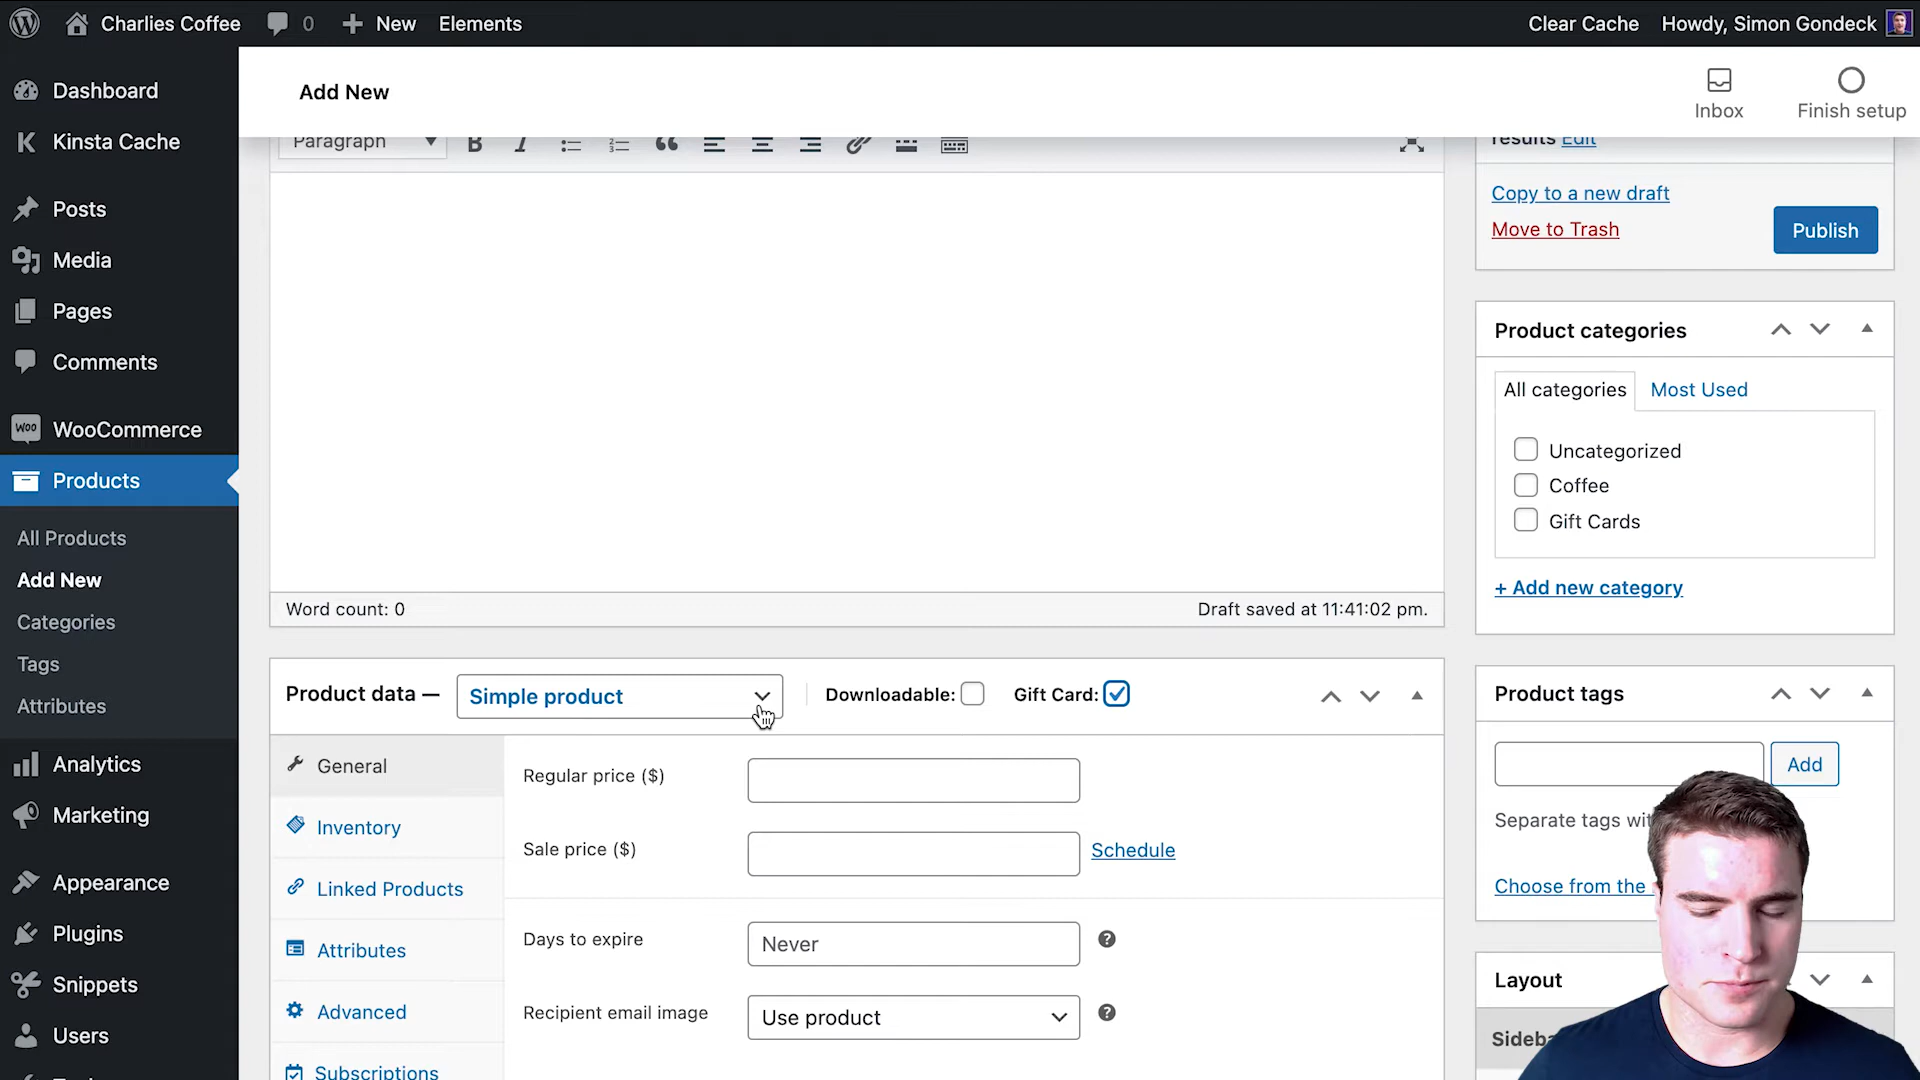 Charlies Coffee
0
New
Elements
Clear Cache
Howdy, Simon Gondeck
Dashboard
Kinsta Cache
Posts
Media
Pages
Comments
Woo WooCommerce
Products
All Products
Add New
Categories
Tags
Attributes
Analytics
Marketing
Appearance
Plugins
Snippets
Users
Add New
Inbox
Finish setup
Paragraph
B I
Word count: 0
Draft saved at 11:41:02 pm.
Product data —
Simple product
Downloadable:
Gift Card:
General
Inventory
Linked Products
Attributes
Advanced
Subscriptions
Regular price ($)
Sale price ($)
Schedule
Days to expire
Never
?
Recipient email image
Use product
?
results Edit
Copy to a new draft
Move to Trash
Publish
Product categories
All categories
Most Used
Uncategorized
Coffee
Gift Cards
+ Add new category
Product tags
Add
Separate tags
Choose from the
Layout